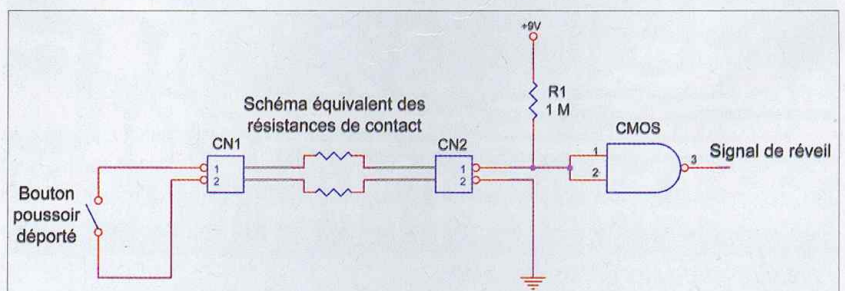 +9V
R1
1 M
Schéma équivalent des
résistances de contact
CMOS
CN1
CN2
1
2
1
2
1
2
3
Signal de réveil
Bouton
poussoir
déporté